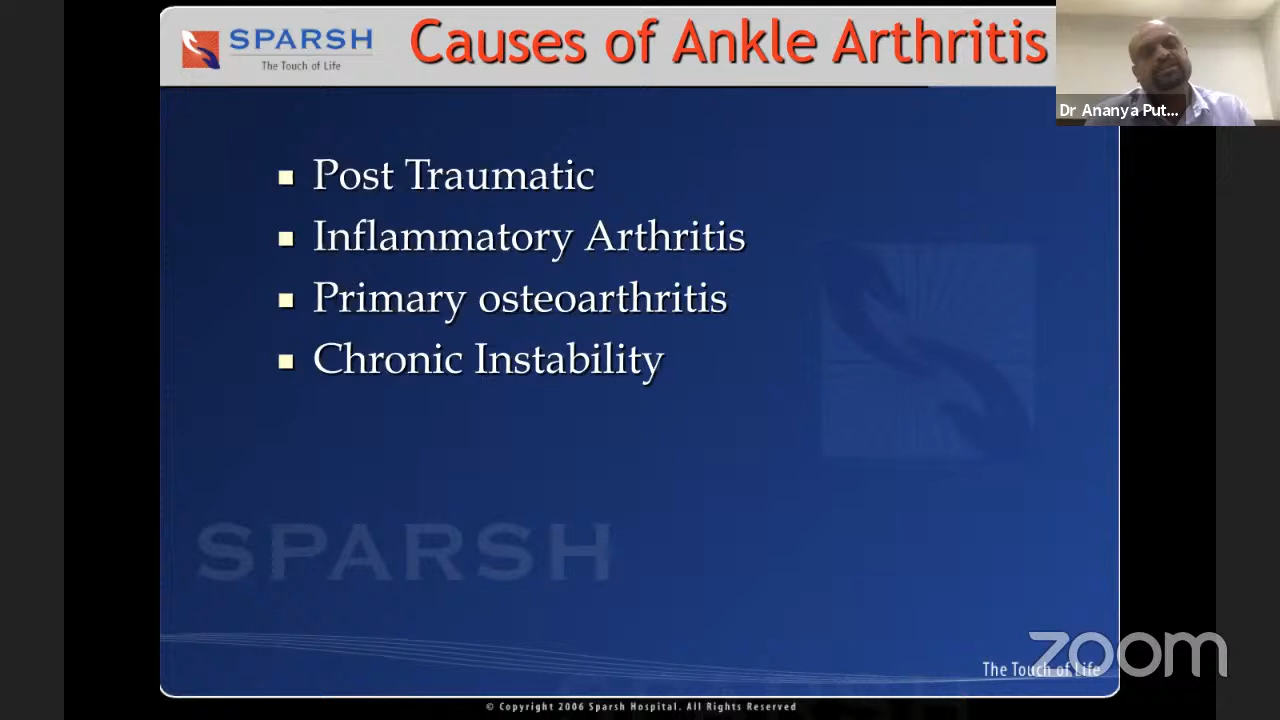 SPARSH
The Touch of Life
Causes of Ankle Arthritis
Dr Ananya Put...
Post Traumatic
Inflammatory Arthritis
Primary osteoarthritis
Chronic Instability
SPARSH
The Touch of Life
zoom
© Copyright 2006 Sparsh Hospital. All Rights Reserved